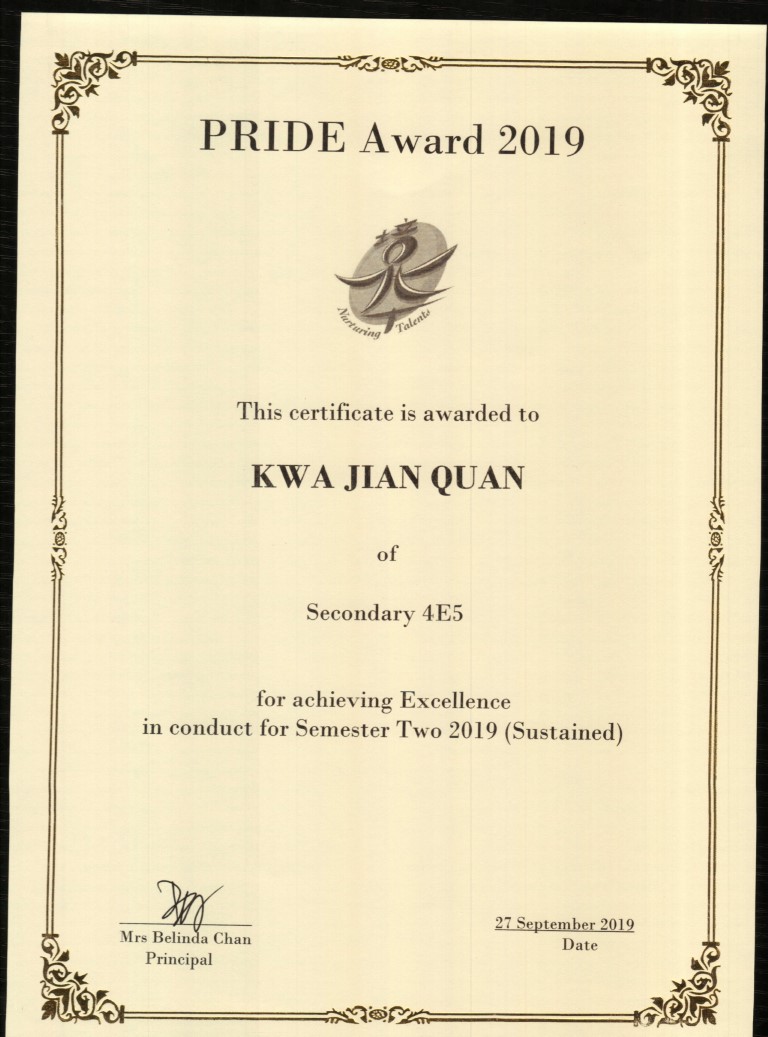 PRIDE Award 2019
Nurturing Talents
This certificate is awarded to
KWA JIAN QUAN
of
Secondary 4E5
for achieving Excellence
in conduct for Semester Two 2019 (Sustained)
Mrs Belinda Chan
Principal
27 September 2019
Date